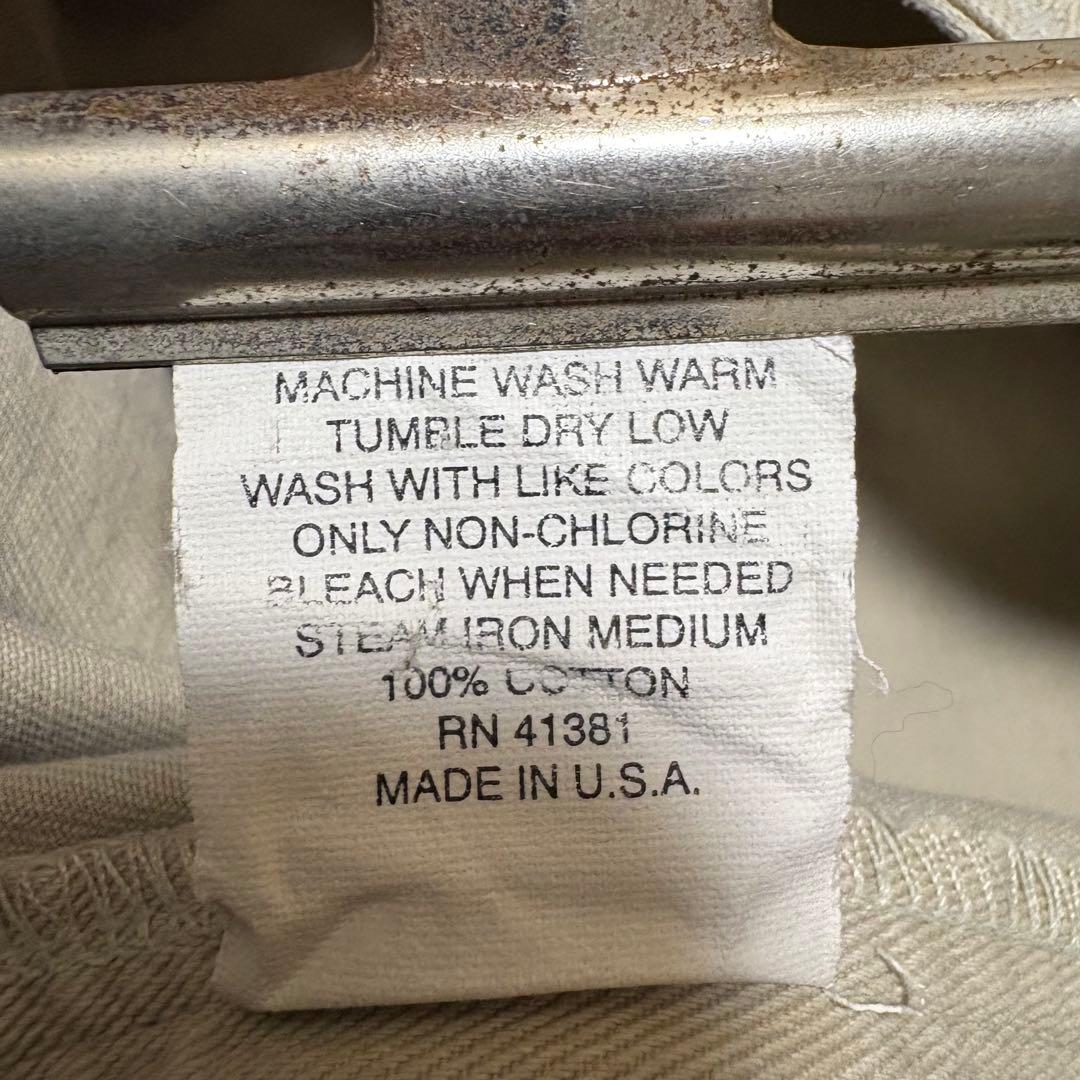 MACHINE WASH WARM
TUMBLE DRY LOW
WASH WITH LIKE COLORS
ONLY NON-CHLORINE
BLEACH WHEN NEEDED
STEAM IRON MEDIUM
100% COTTON
RN 41381
MADE IN U.S.A.